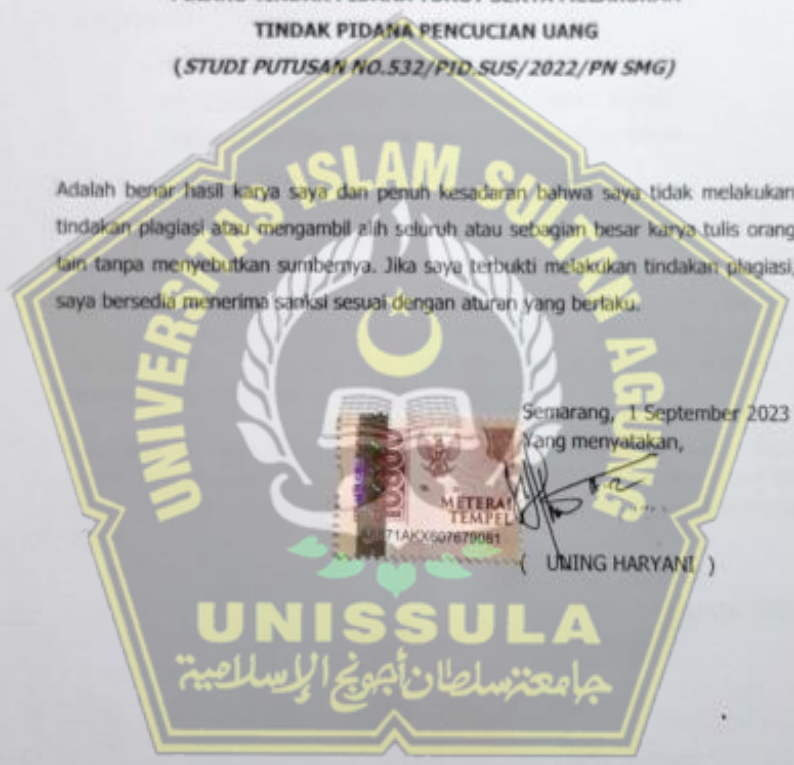 TINDAK PIDANA PENCUCIAN UANG
(STUDI PUTUSAN NO.532/PID.SUS/2022/PN SMG)
Adalah benar hasil karya saya dan penuh kesadaran bahwa saya tidak melakukan
tindakan plagiasi atau mengambil alih seluruh atau sebagian besar karya tulis orang
lain tanpa menyebutkan sumbernya. Jika saya terbukti melakukan tindakan plagiasi,
saya bersedia menerima sanksi sesuai dengan aturan yang berlaku.
UNIVERSITAS ISLAM SULTAN AGUNG
Semarang, 1 September 2023
Yang menyatakan,
10000
METERAI
TEMPEL
( UNING HARYANI )
UNISSULA
جامعة سلطان أجونج الإسلامية